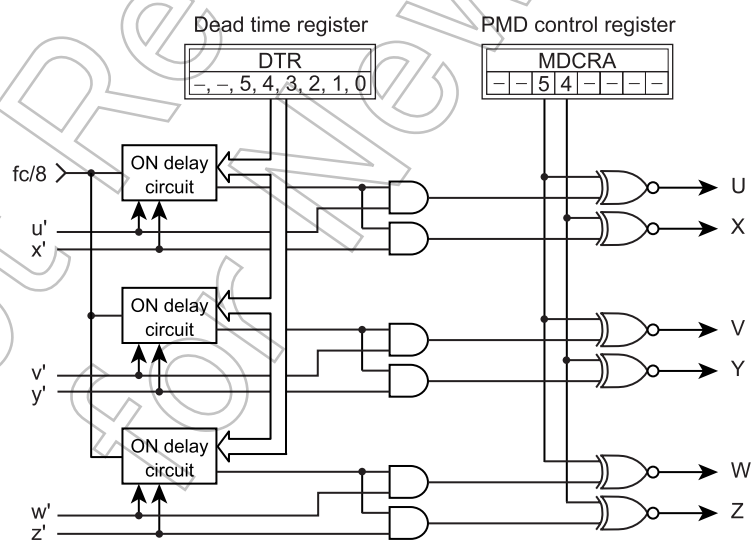 Dead time register
PMD control register
DTR
MDCRA
–, –, 5, 4, 3, 2, 1, 0
– – 5 4 – – – –
fc/8
ON delay
circuit
U
u'
x'
X
ON delay
circuit
V
v'
y'
Y
ON delay
circuit
W
w'
z'
Z